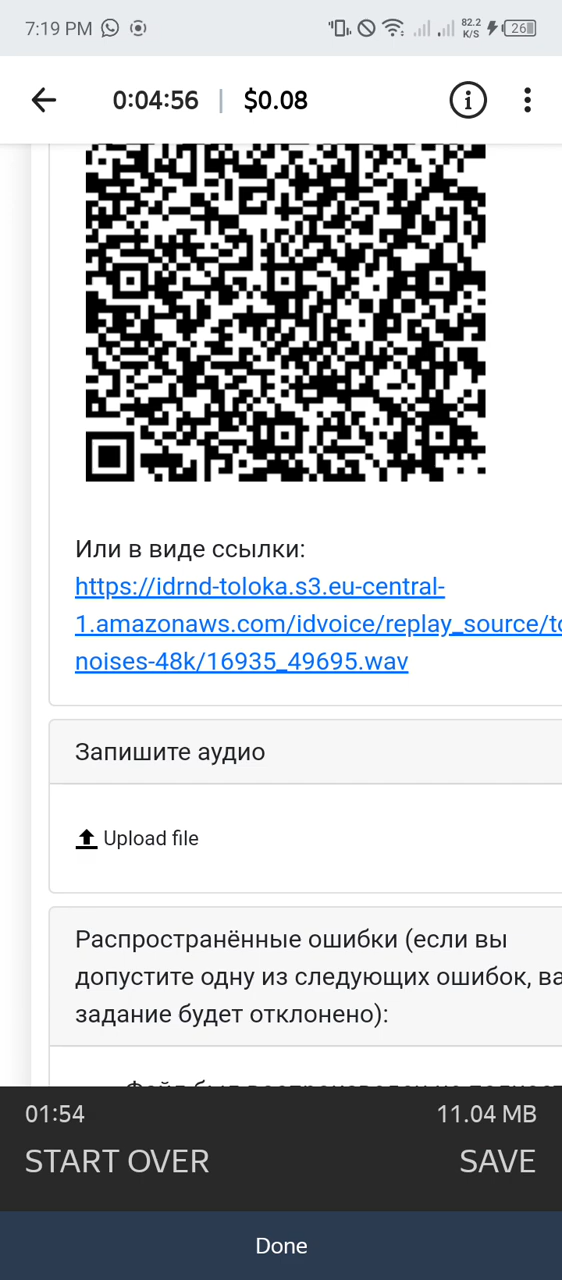 7:19 PM 82.2 K/S 26
0:04:56 | $0.08
Или в виде ссылки:
https://idrnd-toloka.s3.eu-central-
1.amazonaws.com/idvoice/replay_source/to
noises-48k/16935_49695.wav
Запишите аудио
Upload file
Распространённые ошибки (если вы
допустите одну из следующих ошибок, ва
задание будет отклонено):
01:54 11.04 MB
START OVER SAVE
Done